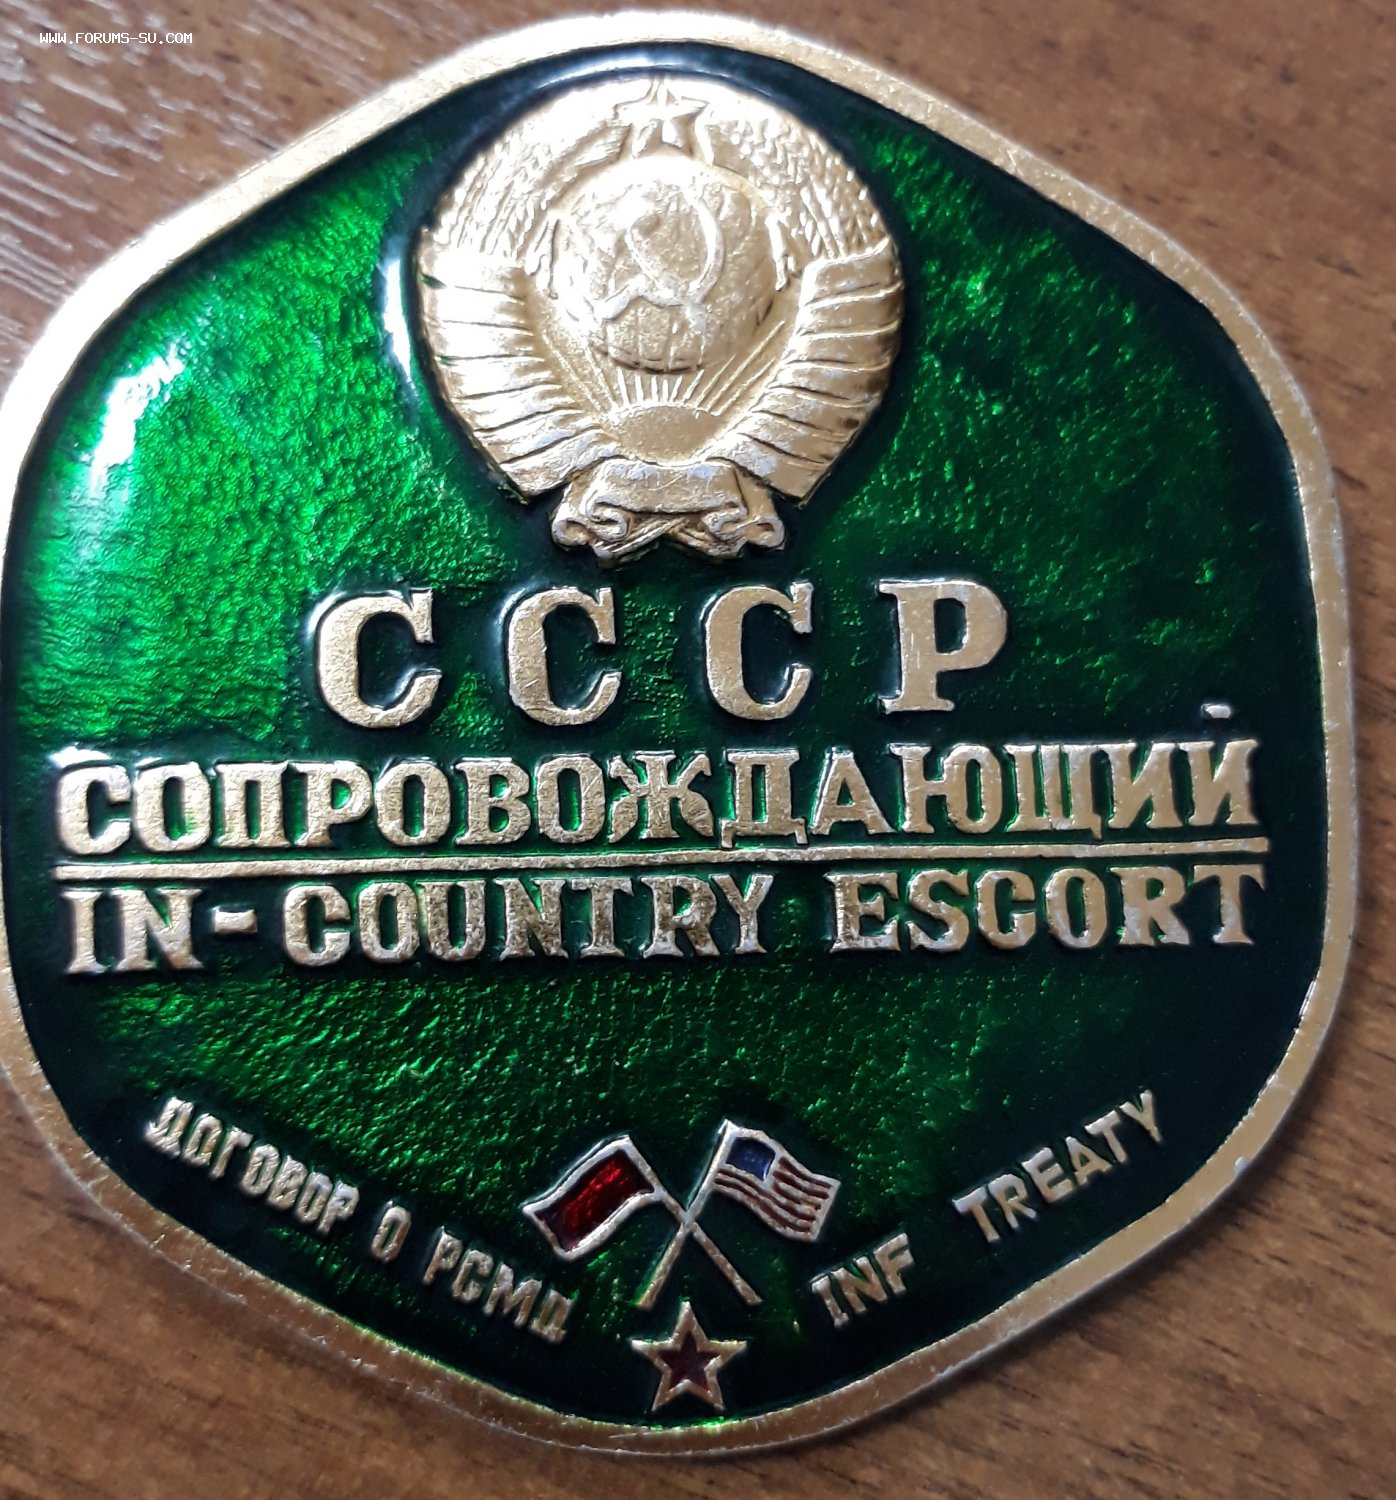 WWW.FORUMS-SU.COM
СССР
СОПРОВОЖДАЮЩИЙ
IN-COUNTRY ESCORT
ДОГОВОР О РСМД
INF TREATY